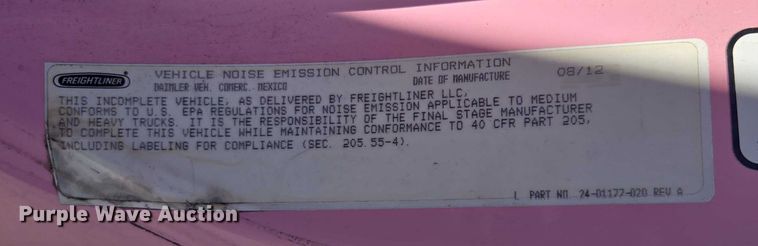 FREIGHTLINER
VEHICLE NOISE EMISSION CONTROL INFORMATION
DAIMLER VEH. COMERC. MEXICO DATE OF MANUFACTURE 08/12
THIS INCOMPLETE VEHICLE, AS DELIVERED BY FREIGHTLINER LLC,
CONFORMS TO U.S. EPA REGULATIONS FOR NOISE EMISSION APPLICABLE TO MEDIUM
AND HEAVY TRUCKS. IT IS THE RESPONSIBILITY OF THE FINAL STAGE MANUFACTURER
TO COMPLETE THIS VEHICLE WHILE MAINTAINING CONFORMANCE TO 40 CFR PART 205,
INCLUDING LABELING FOR COMPLIANCE (SEC. 205.55-4).
L PART NO. 24-01177-020 REV A
Purple Wave Auction